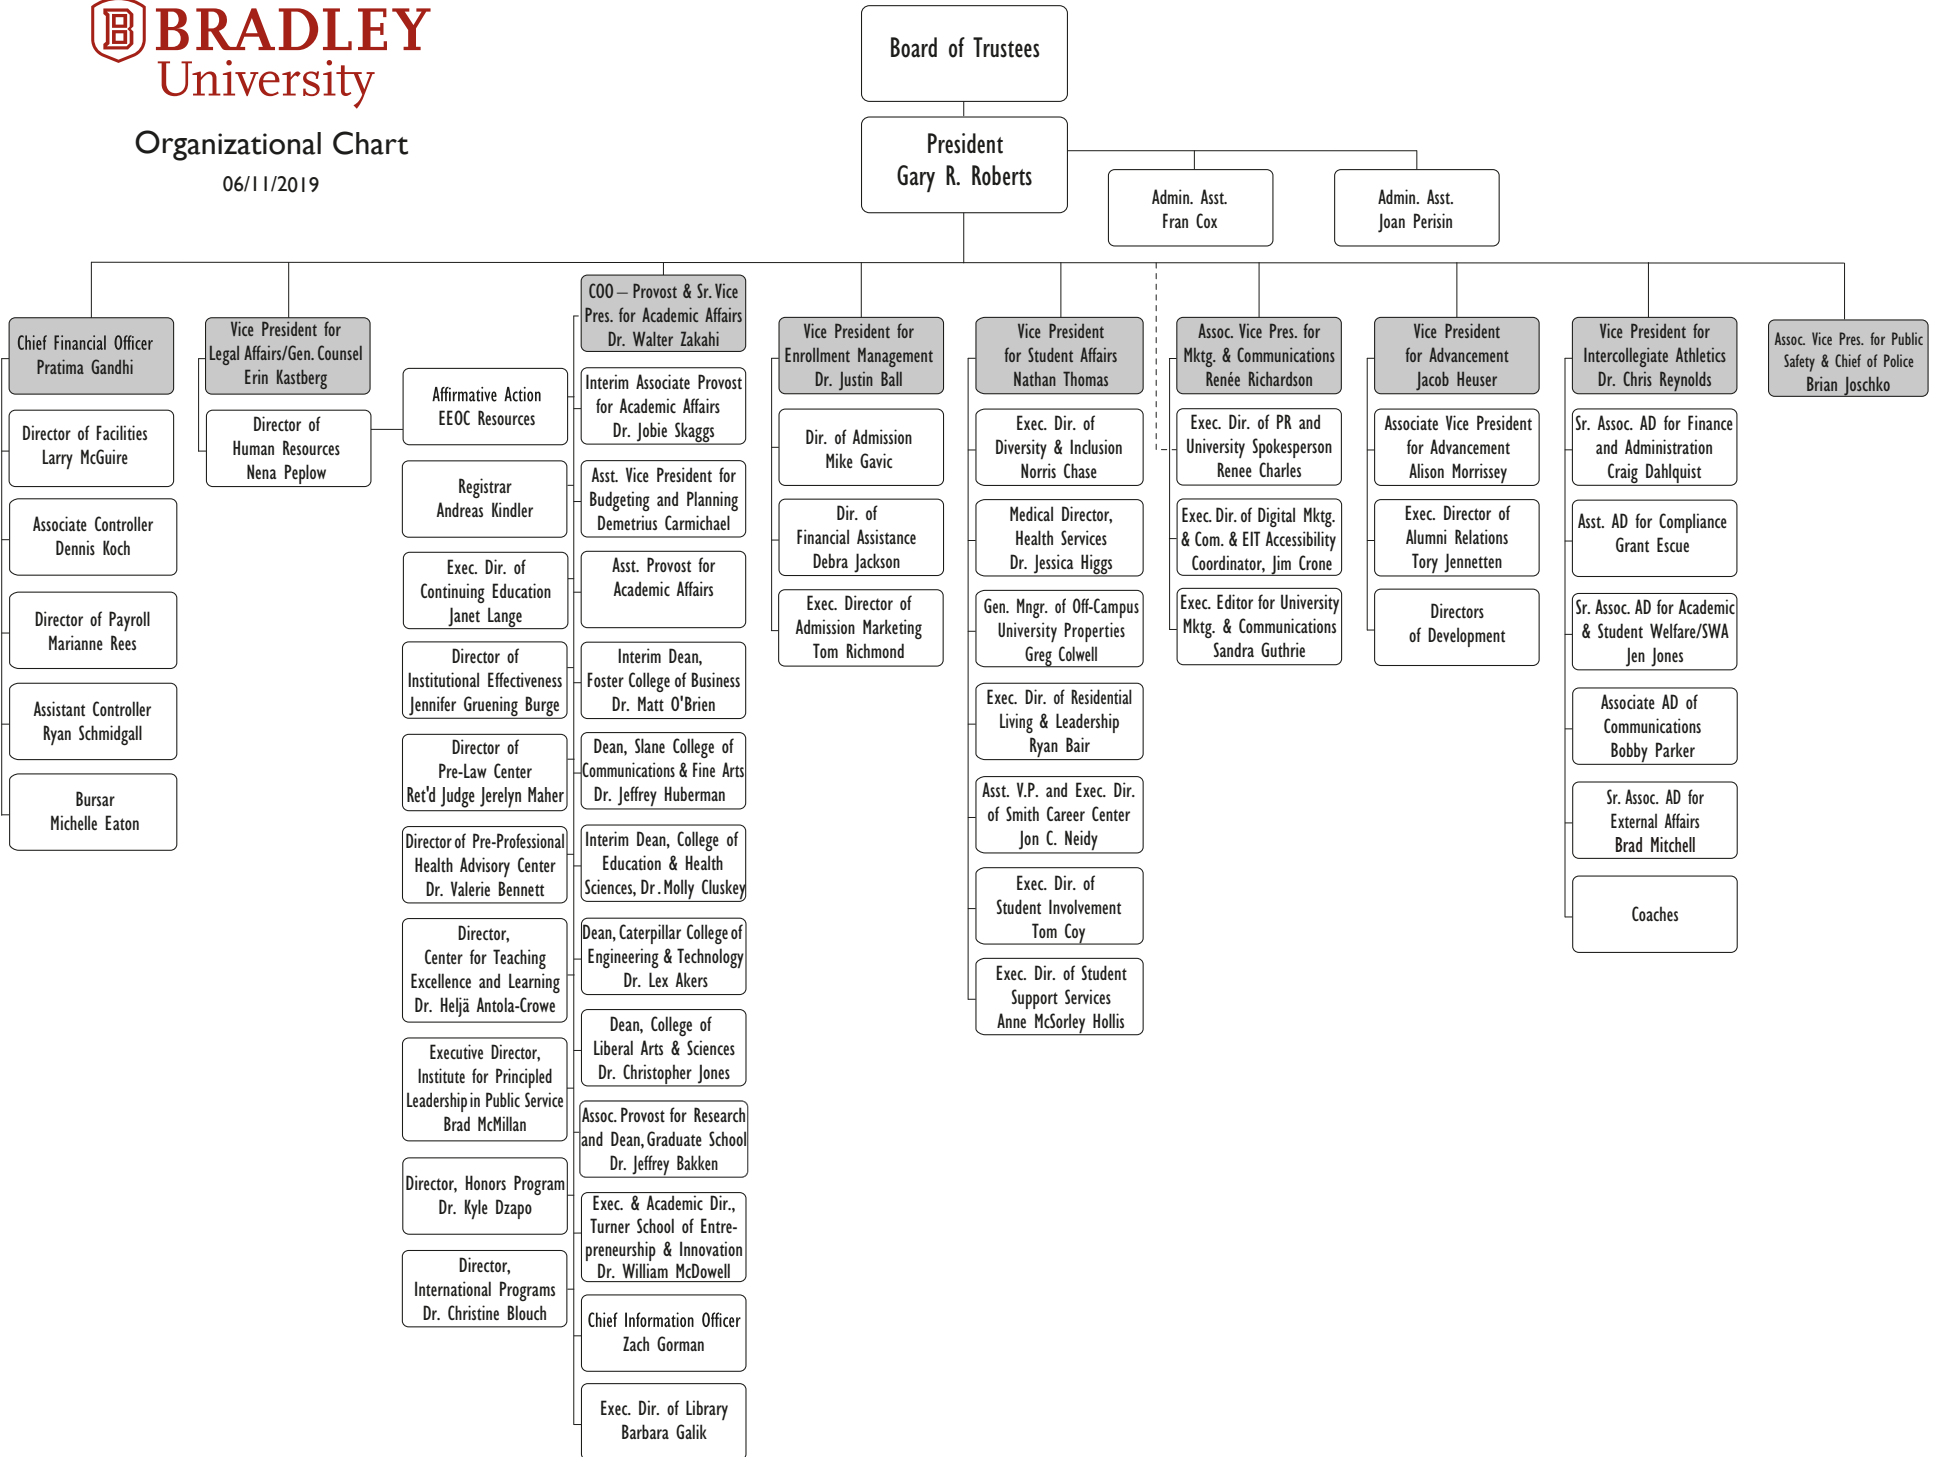 B BRADLEY
University
Organizational Chart
06/11/2019
Board of Trustees
President
Gary R. Roberts
Admin. Asst.
Fran Cox
Admin. Asst.
Joan Perisin
Chief Financial Officer
Pratima Gandhi
Director of Facilities
Larry McGuire
Associate Controller
Dennis Koch
Director of Payroll
Marianne Rees
Assistant Controller
Ryan Schmidgall
Bursar
Michelle Eaton
Vice President for
Legal Affairs/Gen. Counsel
Erin Kastberg
Director of
Human Resources
Nena Peplow
Affirmative Action
EEOC Resources
Registrar
Andreas Kindler
Exec. Dir. of
Continuing Education
Janet Lange
Director of
Institutional Effectiveness
Jennifer Gruening Burge
Director of
Pre-Law Center
Ret'd Judge Jerelyn Maher
Director of Pre-Professional
Health Advisory Center
Dr. Valerie Bennett
Director,
Center for Teaching
Excellence and Learning
Dr. Heljä Antola-Crowe
Executive Director,
Institute for Principled
Leadership in Public Service
Brad McMillan
Director, Honors Program
Dr. Kyle Dzapo
Director,
International Programs
Dr. Christine Blouch
COO – Provost & Sr. Vice
Pres. for Academic Affairs
Dr. Walter Zakahi
Interim Associate Provost
for Academic Affairs
Dr. Jobie Skaggs
Asst. Vice President for
Budgeting and Planning
Demetrius Carmichael
Asst. Provost for
Academic Affairs
Interim Dean,
Foster College of Business
Dr. Matt O'Brien
Dean, Slane College of
Communications & Fine Arts
Dr. Jeffrey Huberman
Interim Dean, College of
Education & Health
Sciences, Dr. Molly Cluskey
Dean, Caterpillar College of
Engineering & Technology
Dr. Lex Akers
Dean, College of
Liberal Arts & Sciences
Dr. Christopher Jones
Assoc. Provost for Research
and Dean, Graduate School
Dr. Jeffrey Bakken
Exec. & Academic Dir.,
Turner School of Entre-
preneurship & Innovation
Dr. William McDowell
Chief Information Officer
Zach Gorman
Exec. Dir. of Library
Barbara Galik
Vice President for
Enrollment Management
Dr. Justin Ball
Dir. of Admission
Mike Gavic
Dir. of
Financial Assistance
Debra Jackson
Exec. Director of
Admission Marketing
Tom Richmond
Vice President
for Student Affairs
Nathan Thomas
Exec. Dir. of
Diversity & Inclusion
Norris Chase
Medical Director,
Health Services
Dr. Jessica Higgs
Gen. Mngr. of Off-Campus
University Properties
Greg Colwell
Exec. Dir. of Residential
Living & Leadership
Ryan Bair
Asst. V.P. and Exec. Dir.
of Smith Career Center
Jon C. Neidy
Exec. Dir. of
Student Involvement
Tom Coy
Exec. Dir. of Student
Support Services
Anne McSorley Hollis
Assoc. Vice Pres. for
Mktg. & Communications
Renée Richardson
Exec. Dir. of PR and
University Spokesperson
Renee Charles
Exec. Dir. of Digital Mktg.
& Com. & EIT Accessibility
Coordinator, Jim Crone
Exec. Editor for University
Mktg. & Communications
Sandra Guthrie
Vice President
for Advancement
Jacob Heuser
Associate Vice President
for Advancement
Alison Morrissey
Exec. Director of
Alumni Relations
Tory Jennetten
Directors
of Development
Vice President for
Intercollegiate Athletics
Dr. Chris Reynolds
Sr. Assoc. AD for Finance
and Administration
Craig Dahlquist
Asst. AD for Compliance
Grant Escue
Sr. Assoc. AD for Academic
& Student Welfare/SWA
Jen Jones
Associate AD of
Communications
Bobby Parker
Sr. Assoc. AD for
External Affairs
Brad Mitchell
Coaches
Assoc. Vice Pres. for Public
Safety & Chief of Police
Brian Joschko